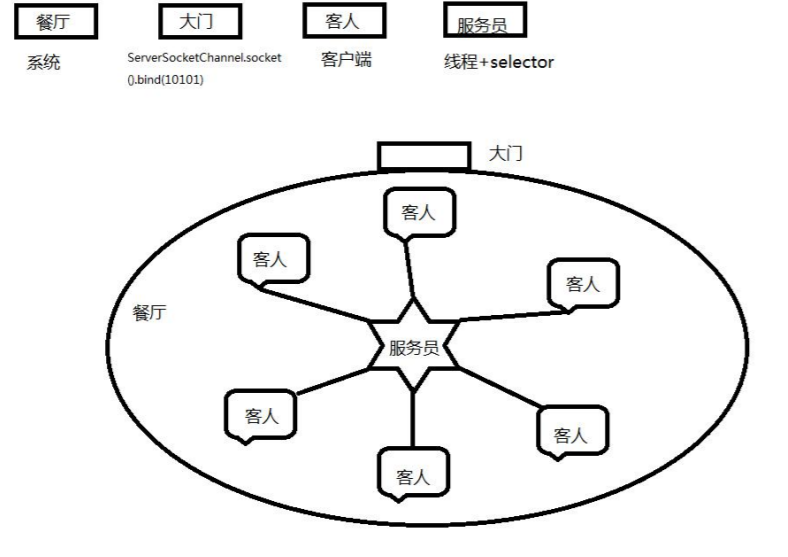 餐厅
大门
客人
服务员
系统
ServerSocketChannel.socket
().bind(10101)
客户端
线程+selector
大门
客人
客人
客人
餐厅
服务员
客人
客人
客人